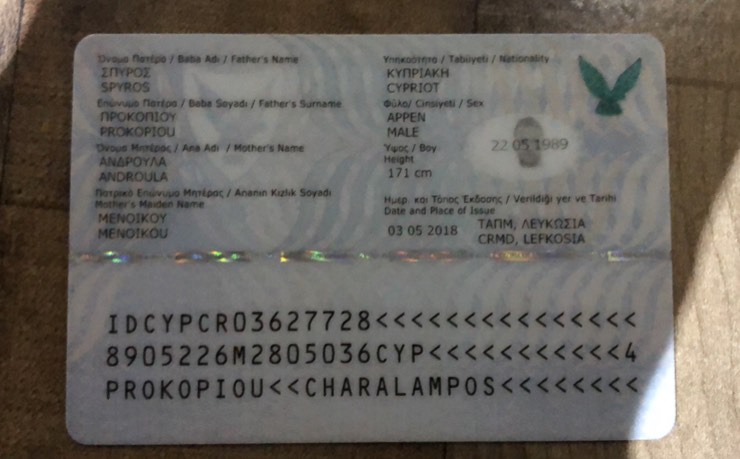 Όνομα Πατέρα / Baba Adı / Father's Name
ΣΠΥΡΟΣ
SPYROS
Επώνυμο Πατέρα / Baba Soyadı / Father's Surname
ΠΡΟΚΟΠΙΟΥ
PROKOPIOU
Όνομα Μητέρας / Ana Adı / Mother's Name
ΑΝΔΡΟΥΛΑ
ANDROULA
Πατρικό Επώνυμο Μητέρας / Ananın Kızlık Soyadı
Mother's Maiden Name
ΜΕΝΟΙΚΟΥ
MENOIKOU
Υπηκοότητα / Tabiiyeti / Nationality
ΚΥΠΡΙΑΚΗ
CYPRIOT
Φύλο/ Cinsiyeti / Sex
ΑΡΡΕΝ
MALE
Ύψος / Boy
Height
171 cm
22 05 1989
Ημερ. και Τόπος Έκδοσης / Verildiği yer ve Tarihi
Date and Place of Issue
03 05 2018
ΤΑΠΜ, ΛΕΥΚΩΣΙΑ
CRMD, LEFKOSIA
IDCYPCR03627728<<<<<<<<<<<<<<<
8905226M2805036CYP<<<<<<<<<<<4
PROKOPIOU<<CHARALAMPOS<<<<<<<<